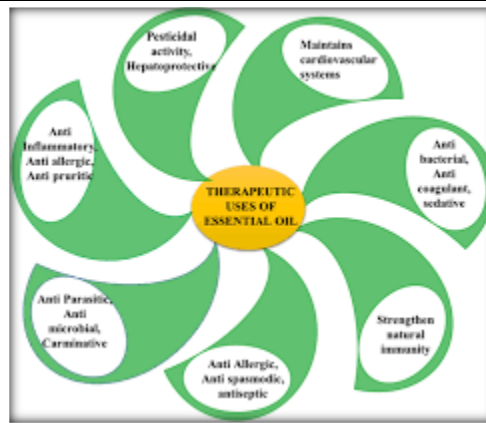 Pesticidal
activity,
Hepatoprotective
Maintains
cardiovascular
systems
Anti
bacterial,
Anti
coagulant,
sedative
Strengthen
natural
immunity
Anti Allergic,
Anti spasmodic,
antiseptic
Anti Parasitic,
Anti
microbial,
Carminative
Anti
Inflammatory,
Anti allergic,
Anti pruritic
THERAPEUTIC
USES OF
ESSENTIAL OIL